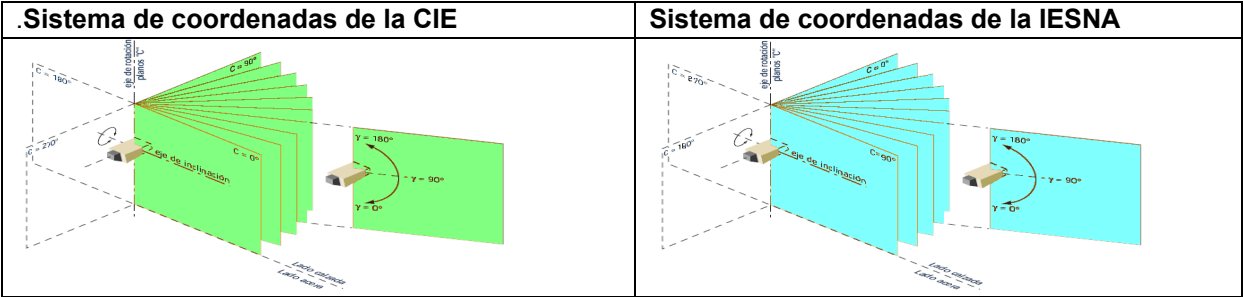 .Sistema de coordenadas de la CIE
eje de rotación
planos "C"
C = 180°
C = 90°
C = 270°
C = 0°
eje de inclinación
γ = 180°
γ = 90°
γ = 0°
Lado calzada
Lado acera
Sistema de coordenadas de la IESNA
eje de rotación
planos "C"
C = 270°
C = 0°
C = 180°
C= 90°
eje de inclinación
γ = 180°
γ = 90°
γ = 0°
Lado calzada
Lado acera